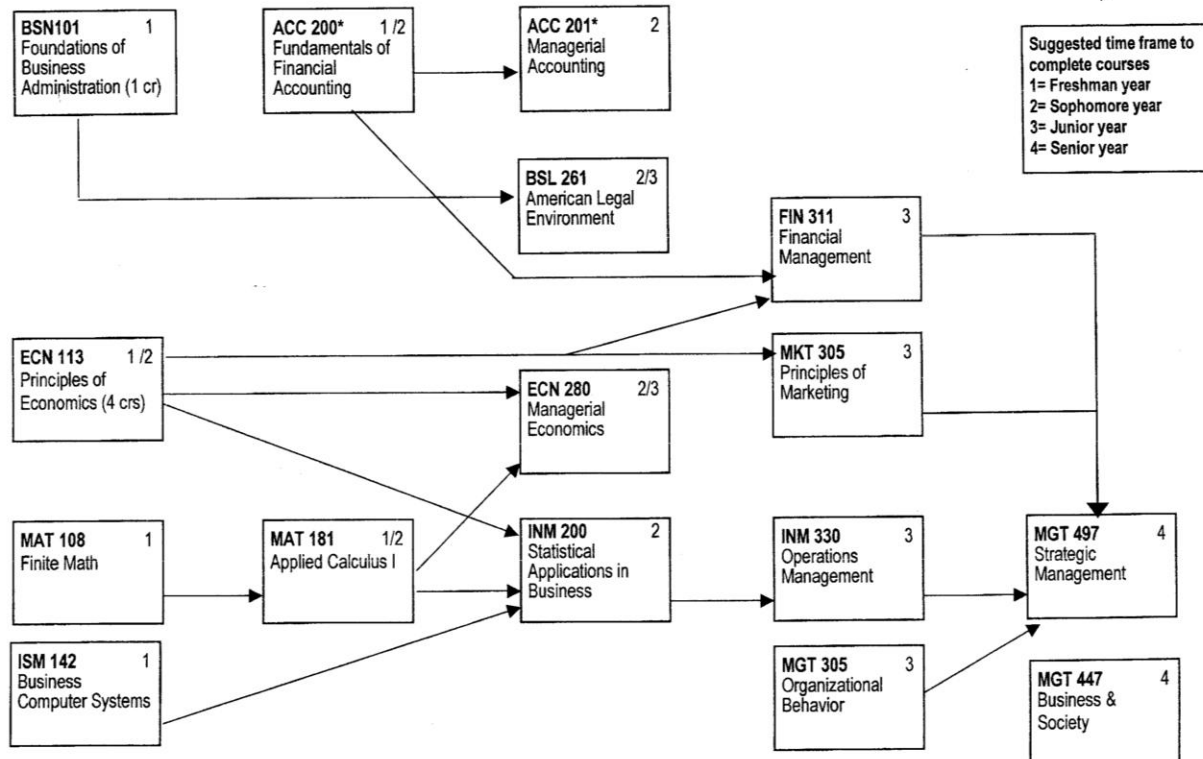 BSN101 1
Foundations of
Business
Administration (1 cr)
ACC 200* 1 /2
Fundamentals of
Financial
Accounting
ACC 201* 2
Managerial
Accounting
Suggested time frame to
complete courses
1= Freshman year
2= Sophomore year
3= Junior year
4= Senior year
BSL 261 2/3
American Legal
Environment
FIN 311 3
Financial
Management
ECN 113 1 /2
Principles of
Economics (4 crs)
ECN 280 2/3
Managerial
Economics
MKT 305 3
Principles of
Marketing
MAT 108 1
Finite Math
MAT 181 1/2
Applied Calculus I
INM 200 2
Statistical
Applications in
Business
INM 330 3
Operations
Management
MGT 497 4
Strategic
Management
ISM 142 1
Business
Computer Systems
MGT 305 3
Organizational
Behavior
MGT 447 4
Business &
Society